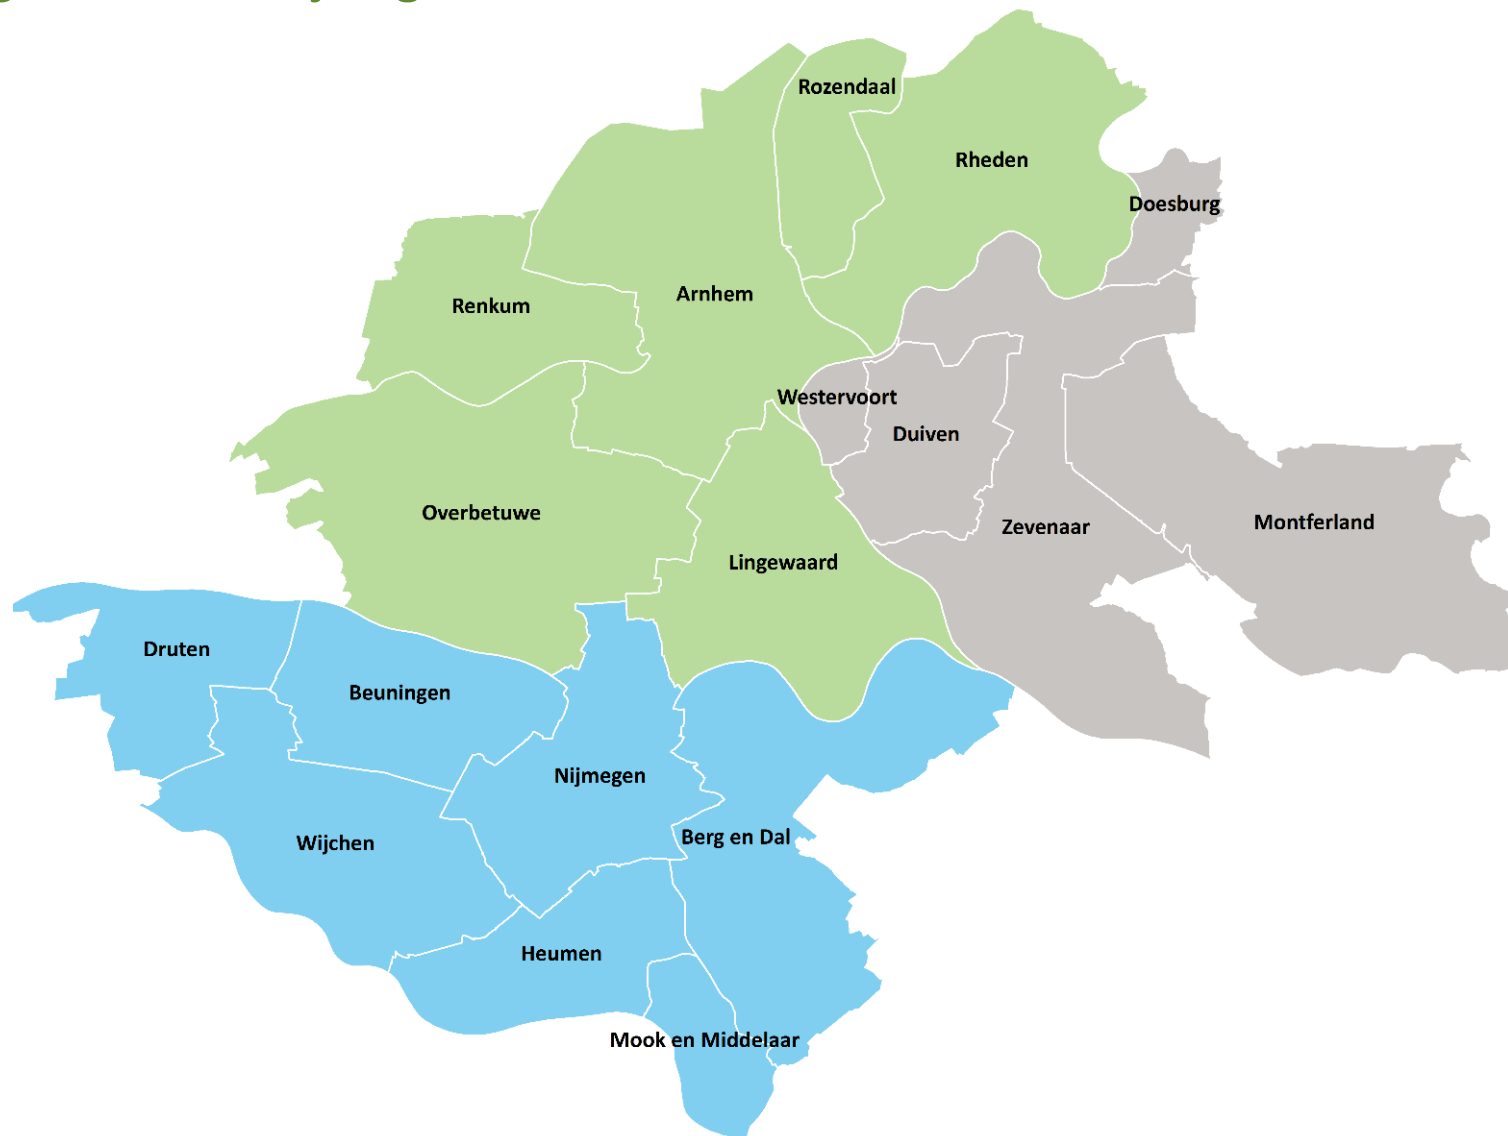 Rozendaal
Rheden
Doesburg
Arnhem
Renkum
Westervoort
Duiven
Overbetuwe
Montferland
Zevenaar
Lingewaard
Druten
Beuningen
Nijmegen
Berg en Dal
Wijchen
Heumen
Mook en Middelaar